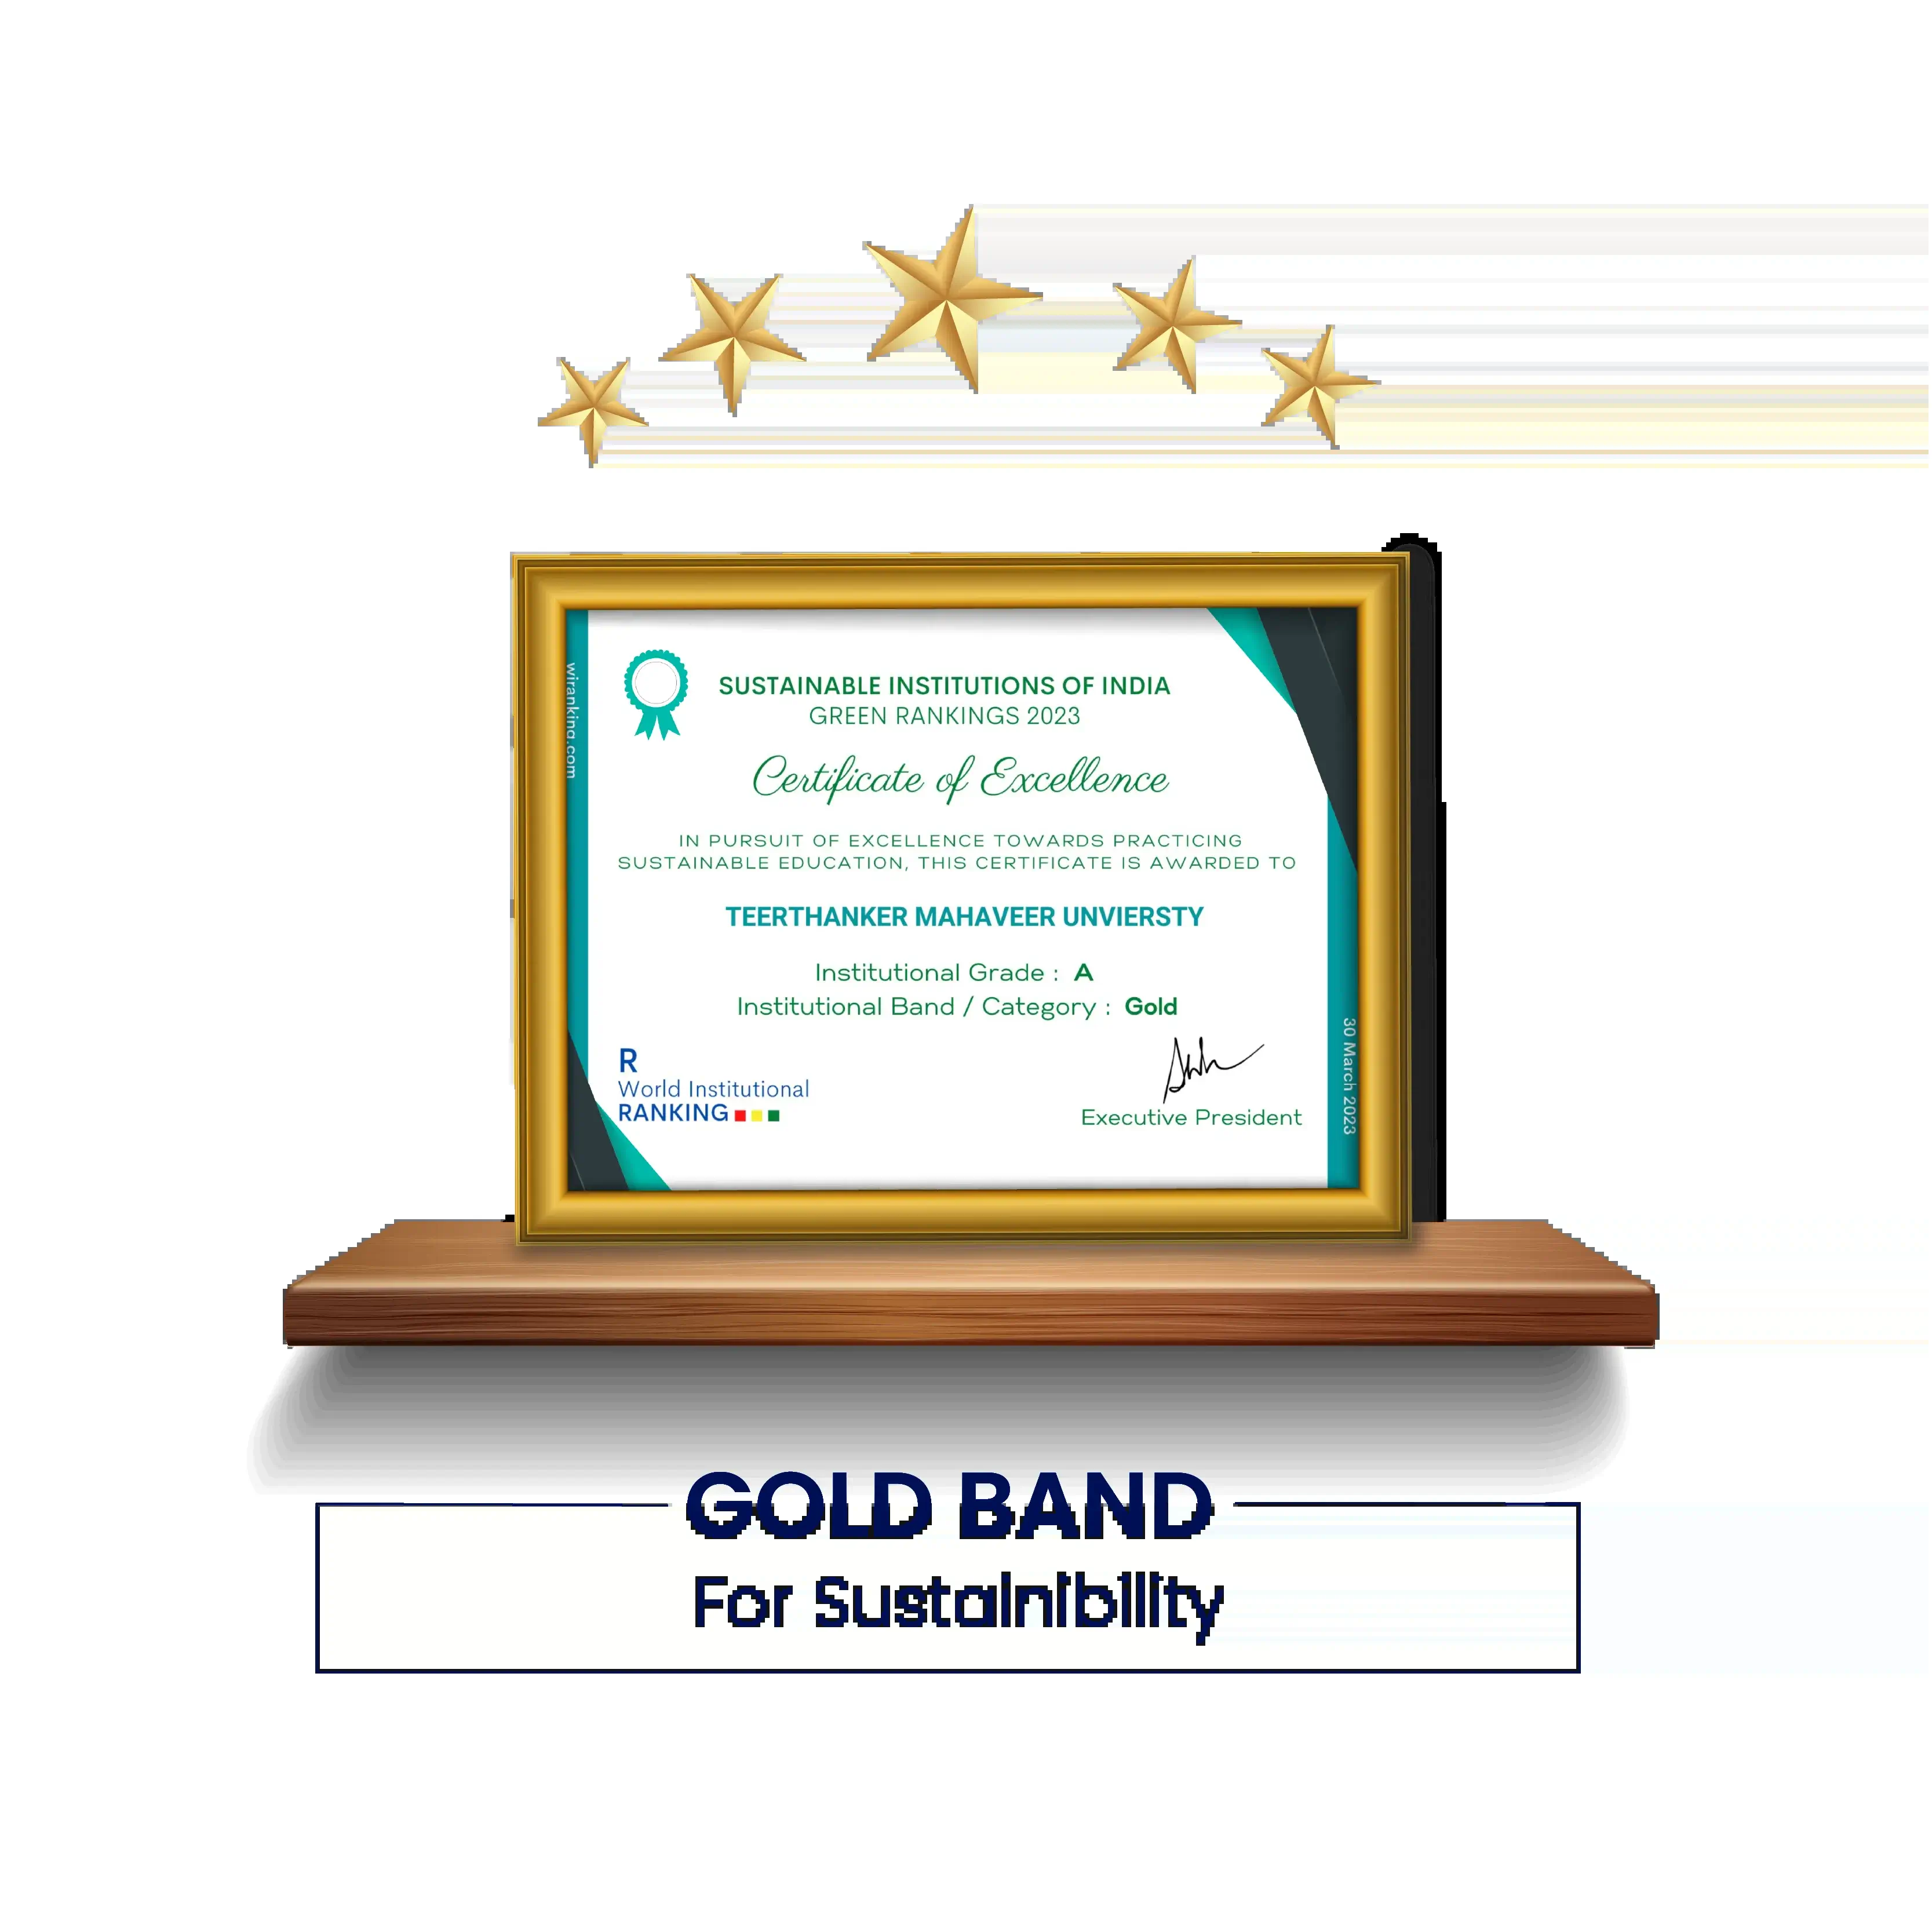 wiranking.com
SUSTAINABLE INSTITUTIONS OF INDIA
GREEN RANKINGS 2023
Certificate of Excellence
IN PURSUIT OF EXCELLENCE TOWARDS PRACTICING
SUSTAINABLE EDUCATION, THIS CERTIFICATE IS AWARDED TO
TEERTHANKER MAHAVEER UNVIERSTY
Institutional Grade : A
Institutional Band / Category : Gold
R
World Institutional
RANKING
Executive President
30 March 2023
GOLD BAND
For Sustainibility